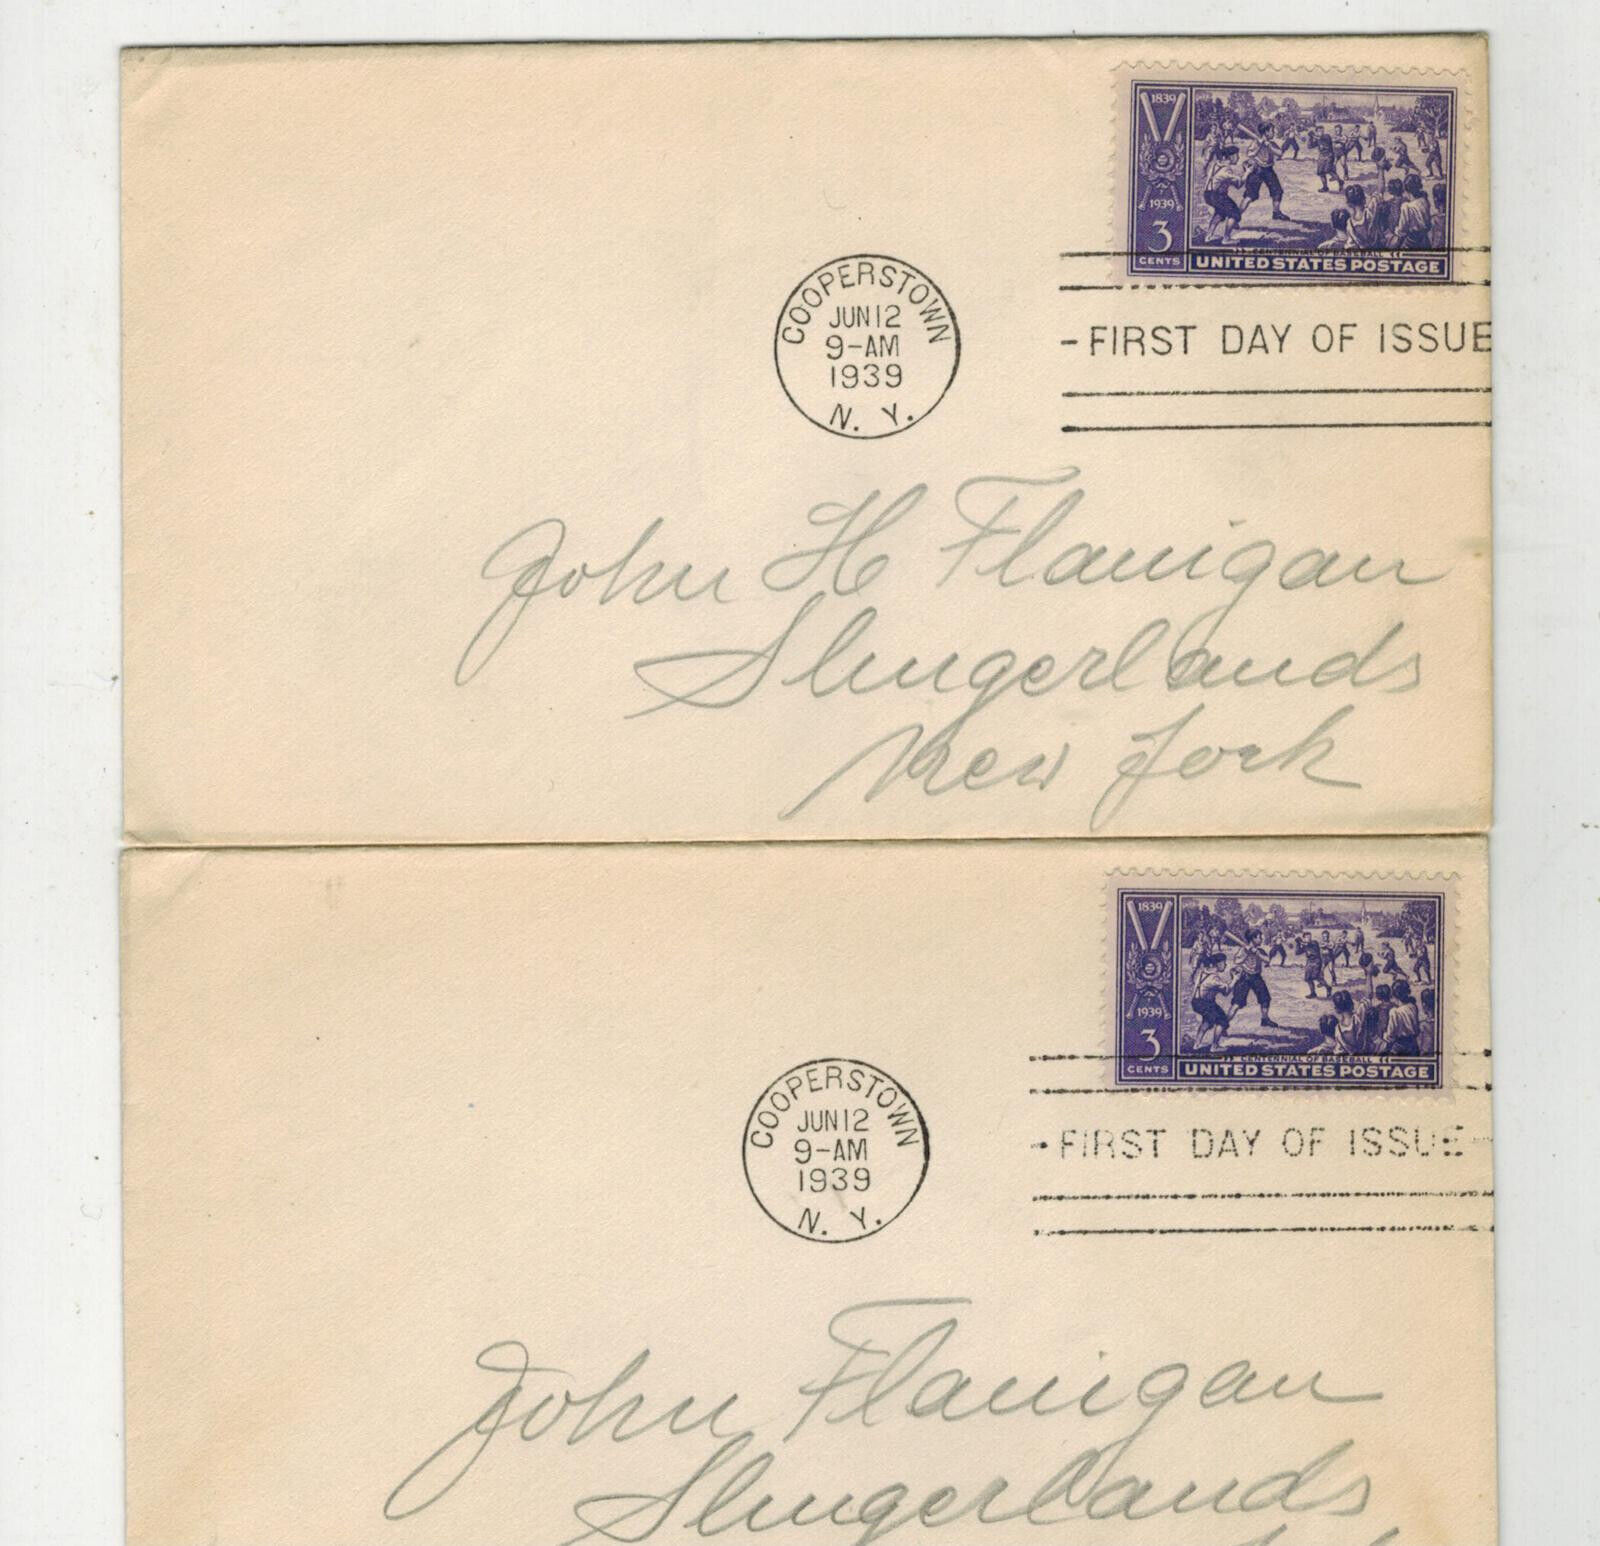 1839
1939
3
CENTS
CENTENNIAL OF BASEBALL
UNITED STATES POSTAGE
COOPERSTOWN
JUN 12
9-AM
1939
N. Y.
-FIRST DAY OF ISSUE
John H Flanigan
Slingerlands
New York
1839
1939
3
CENTS
CENTENNIAL OF BASEBALL
UNITED STATES POSTAGE
COOPERSTOWN
JUN 12
9-AM
1939
N. Y.
-FIRST DAY OF ISSUE-
John Flanigan
Slingerlands